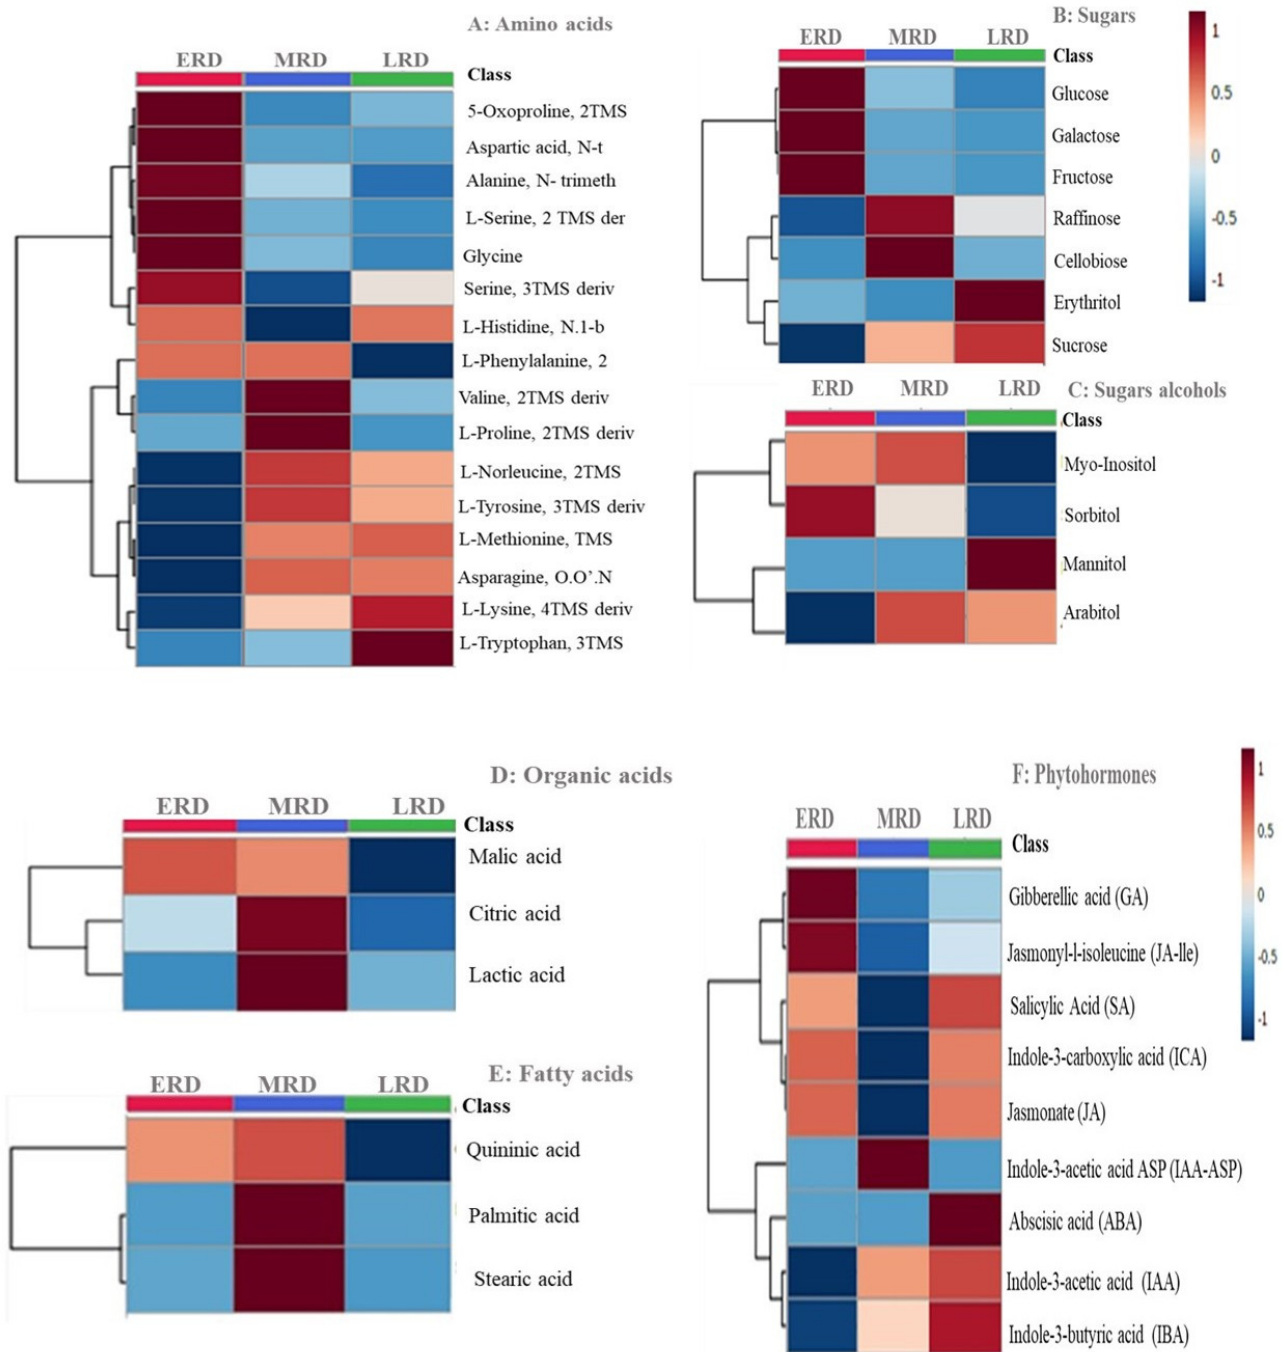 A: Amino acids
ERD MRD LRD
Class
5-Oxoproline, 2TMS
Aspartic acid, N-t
Alanine, N- trimeth
L-Serine, 2 TMS der
Glycine
Serine, 3TMS deriv
L-Histidine, N.1-b
L-Phenylalanine, 2
Valine, 2TMS deriv
L-Proline, 2TMS deriv
L-Norleucine, 2TMS
L-Tyrosine, 3TMS deriv
L-Methionine, TMS
Asparagine, O.O’.N
L-Lysine, 4TMS deriv
L-Tryptophan, 3TMS
B: Sugars
ERD MRD LRD
Class
Glucose
Galactose
Fructose
Raffinose
Cellobiose
Erythritol
Sucrose
1
0.5
0
-0.5
-1
C: Sugars alcohols
ERD MRD LRD
Class
Myo-Inositol
Sorbitol
Mannitol
Arabitol
D: Organic acids
ERD MRD LRD
Class
Malic acid
Citric acid
Lactic acid
E: Fatty acids
ERD MRD LRD
Class
Quininic acid
Palmitic acid
Stearic acid
F: Phytohormones
ERD MRD LRD
Class
Gibberellic acid (GA)
Jasmonyl-l-isoleucine (JA-lle)
Salicylic Acid (SA)
Indole-3-carboxylic acid (ICA)
Jasmonate (JA)
Indole-3-acetic acid ASP (IAA-ASP)
Abscisic acid (ABA)
Indole-3-acetic acid (IAA)
Indole-3-butyric acid (IBA)
1
0.5
0
-0.5
-1